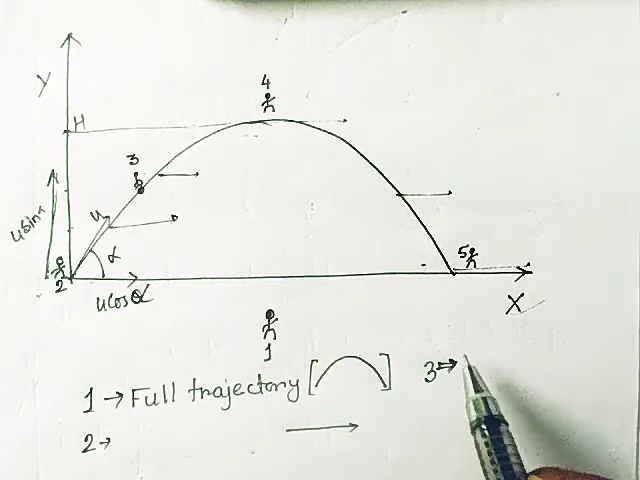 Y
4
H
3
u sinα
u
α
2
u cos α
5
X
1
1 → Full trajectory [ ]
3 ↔
2 →